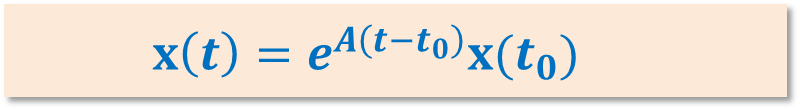 x(t) = e^{A(t−t₀)}x(t₀)